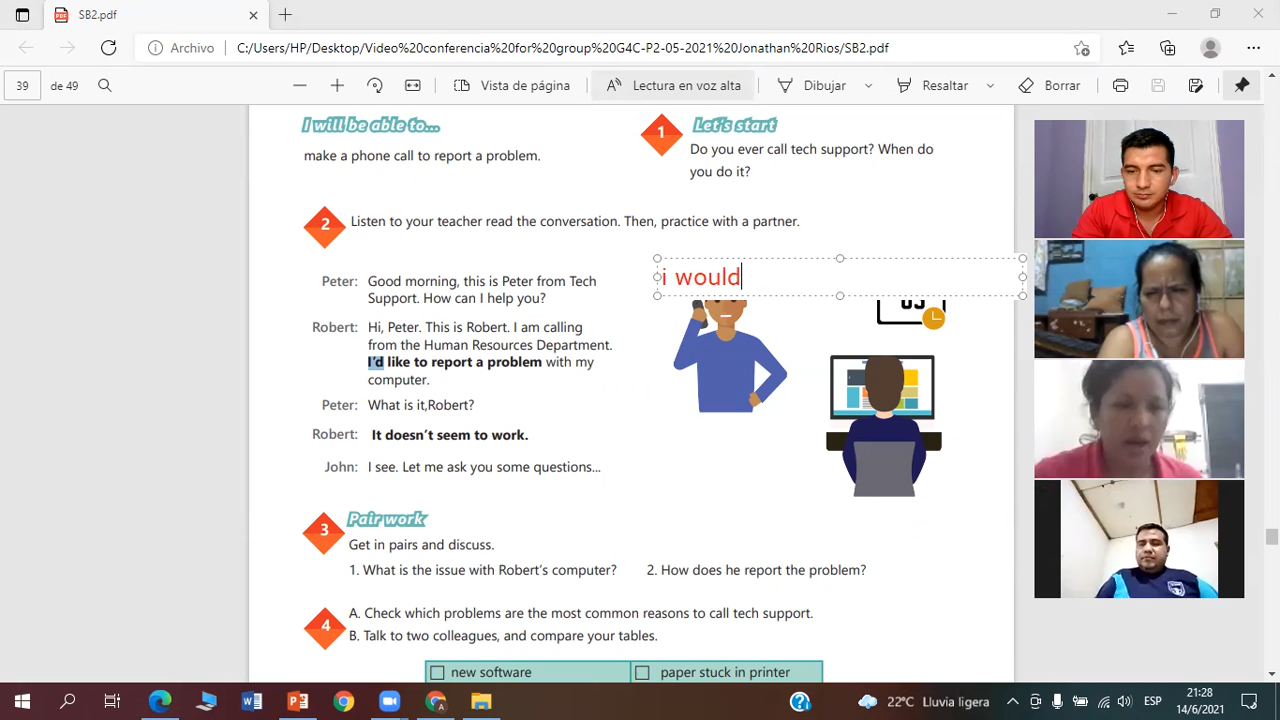 SB2.pdf
Archivo
C:/Users/HP/Desktop/Video%20conferencia%20for%20group%20G4C-P2-05-2021%20Jonathan%20Rios/SB2.pdf
39 de 49
Vista de página
Lectura en voz alta
Dibujar
Resaltar
Borrar
I will be able to...
make a phone call to report a problem.
1 Let's start
Do you ever call tech support? When do
you do it?
2 Listen to your teacher read the conversation. Then, practice with a partner.
i would
Peter: Good morning, this is Peter from Tech
Support. How can I help you?
Robert: Hi, Peter. This is Robert. I am calling
from the Human Resources Department.
I'd like to report a problem with my
computer.
Peter: What is it,Robert?
Robert: It doesn't seem to work.
John: I see. Let me ask you some questions...
3 Pair work
Get in pairs and discuss.
1. What is the issue with Robert's computer?
2. How does he report the problem?
4 A. Check which problems are the most common reasons to call tech support.
B. Talk to two colleagues, and compare your tables.
new software
paper stuck in printer
22°C Lluvia ligera
ESP
21:28
14/6/2021